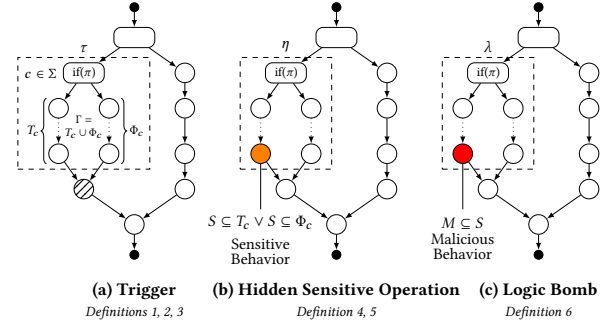 τ
c ∈ Σ
if(π)
T_c
Γ =
T_c ∪ Φ_c
Φ_c
(a) Trigger
Definitions 1, 2, 3
η
if(π)
S ⊆ T_c ∨ S ⊆ Φ_c
Sensitive
Behavior
(b) Hidden Sensitive Operation
Definition 4, 5
λ
if(π)
M ⊆ S
Malicious
Behavior
(c) Logic Bomb
Definition 6